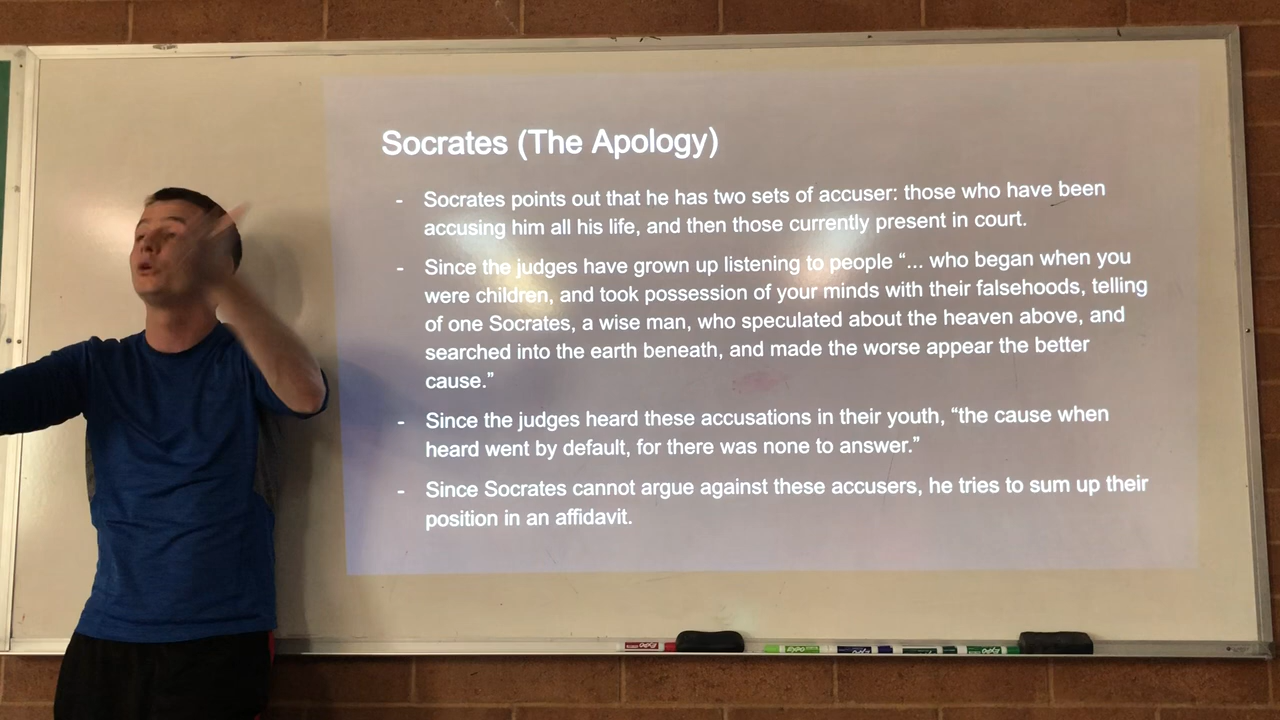 Socrates (The Apology)
- Socrates points out that he has two sets of accuser: those who have been
accusing him all his life, and then those currently present in court.
- Since the judges have grown up listening to people “... who began when you
were children, and took possession of your minds with their falsehoods, telling
of one Socrates, a wise man, who speculated about the heaven above, and
searched into the earth beneath, and made the worse appear the better
cause.”
- Since the judges heard these accusations in their youth, “the cause when
heard went by default, for there was none to answer.”
- Since Socrates cannot argue against these accusers, he tries to sum up their
position in an affidavit.
EXPO